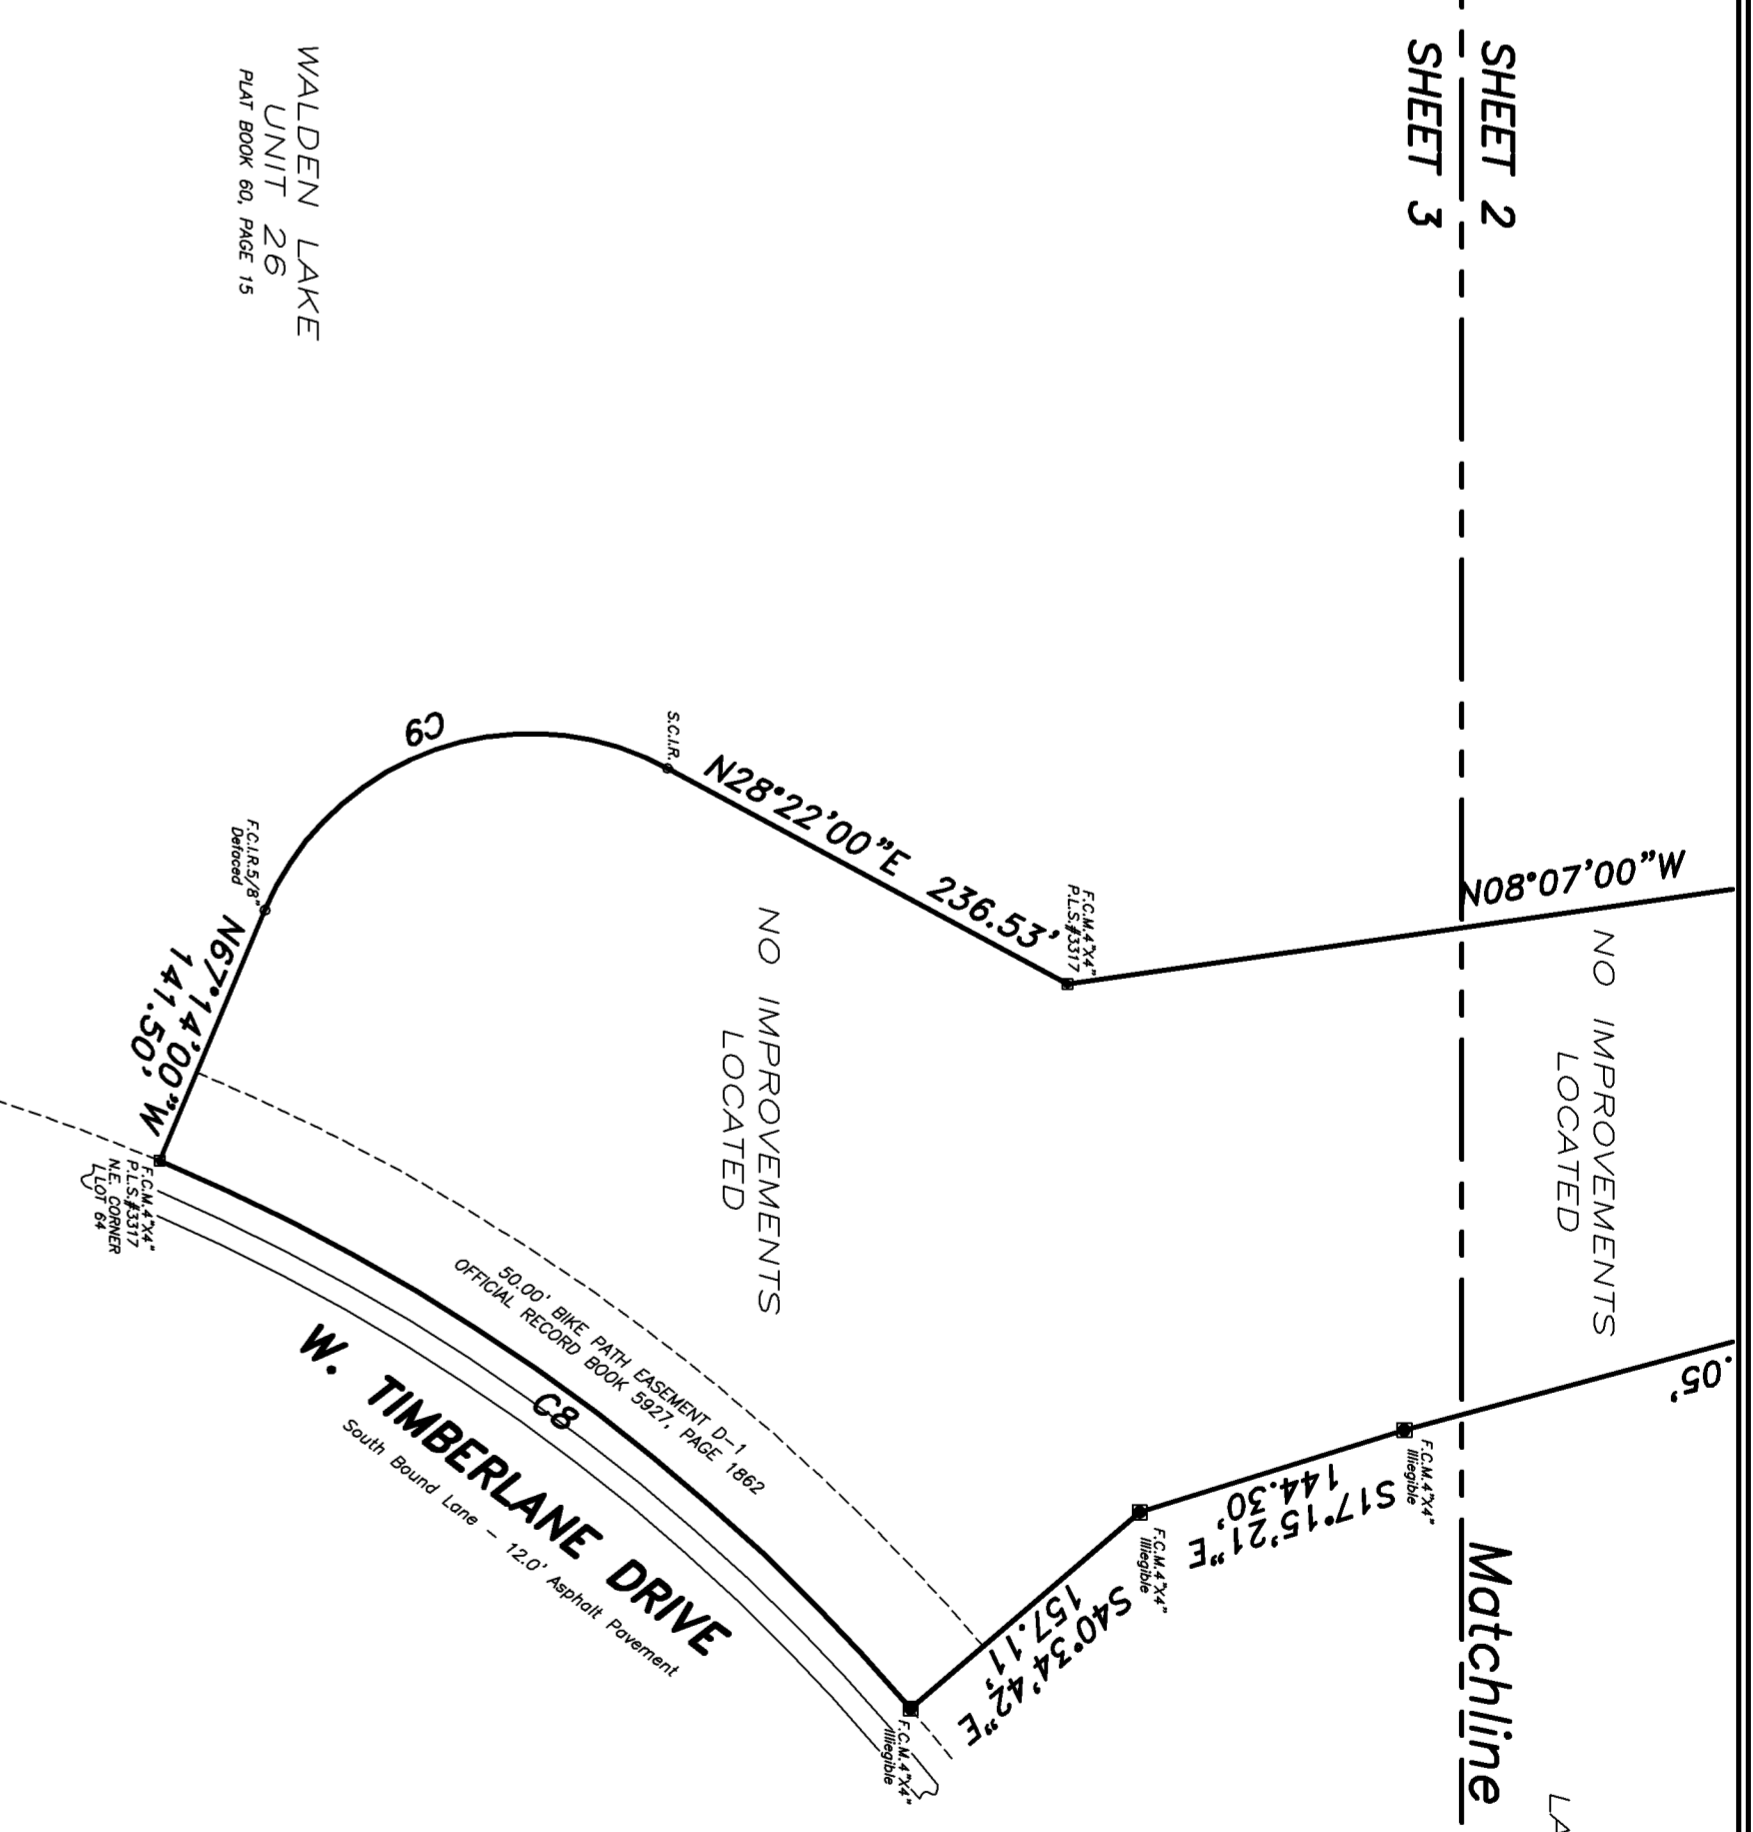 SHEET 2
SHEET 3
Matchline
LA
NO IMPROVEMENTS
LOCATED
N08°07'00"W
.05'
F.C.M.4"X4"
Illiegible
S17°15'21"E
144.30'
F.C.M.4"X4"
Illiegible
S40°34'42"E
157.11'
F.C.M.4"X4"
Illiegible
F.C.M.4"X4"
P.L.S.#3317
N28°22'00"E 236.53'
S.C.I.R.
C9
NO IMPROVEMENTS
LOCATED
50.00' BIKE PATH EASEMENT D-1
OFFICIAL RECORD BOOK 5927, PAGE 1862
C8
W. TIMBERLANE DRIVE
South Bound Lane - 12.0' Asphalt Pavement
WALDEN LAKE
UNIT 26
PLAT BOOK 60, PAGE 15
F.C.I.R.5/8"
Defaced
N67°14'00"W
141.50'
F.C.M.4"X4"
P.L.S.#3317
N.E. CORNER
LOT 64